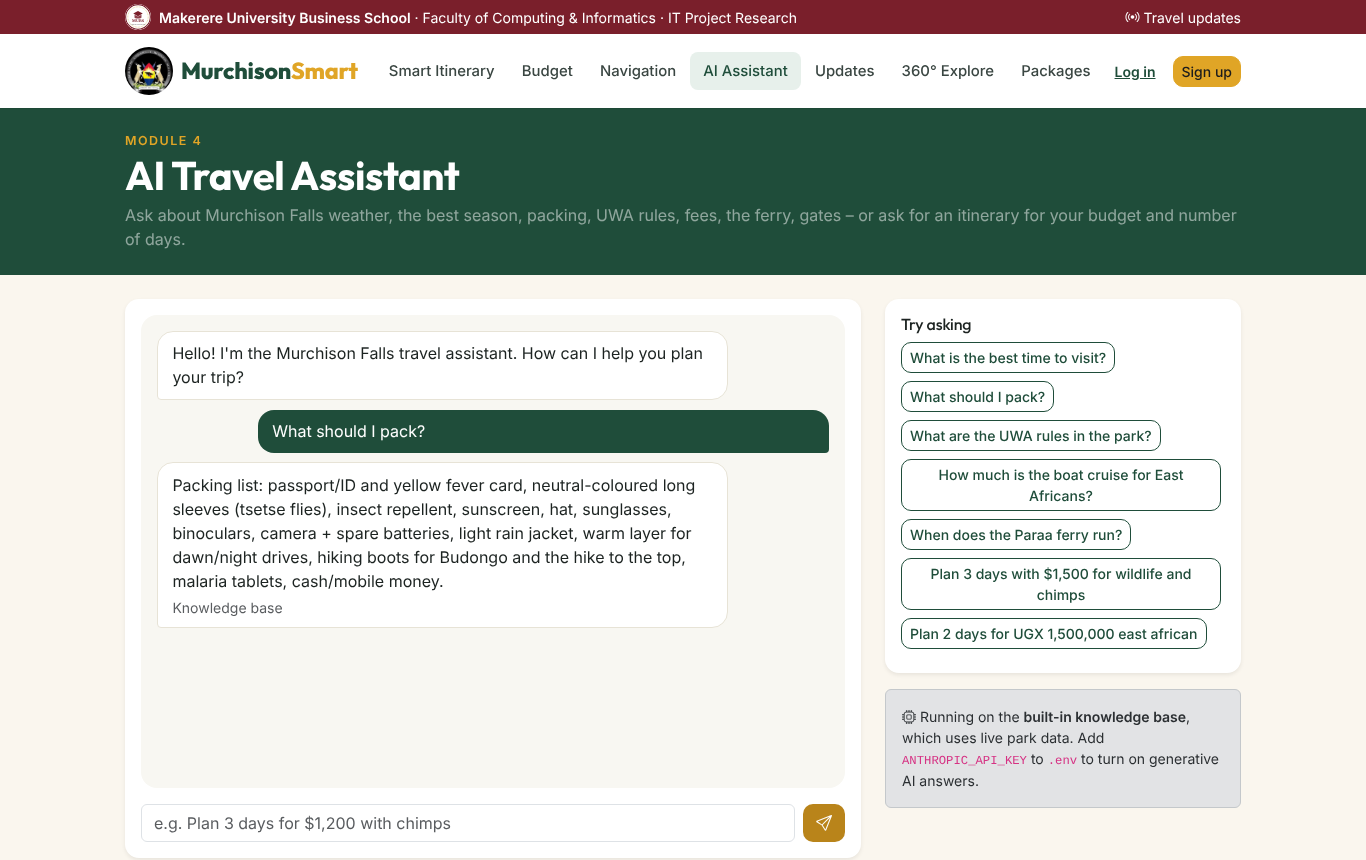 Makerere University Business School · Faculty of Computing & Informatics · IT Project Research
Travel updates
MurchisonSmart
Smart Itinerary
Budget
Navigation
AI Assistant
Updates
360° Explore
Packages
Log in
Sign up
MODULE 4
AI Travel Assistant
Ask about Murchison Falls weather, the best season, packing, UWA rules, fees, the ferry, gates – or ask for an itinerary for your budget and number
of days.
Hello! I'm the Murchison Falls travel assistant. How can I help you plan
your trip?
What should I pack?
Packing list: passport/ID and yellow fever card, neutral-coloured long
sleeves (tsetse flies), insect repellent, sunscreen, hat, sunglasses,
binoculars, camera + spare batteries, light rain jacket, warm layer for
dawn/night drives, hiking boots for Budongo and the hike to the top,
malaria tablets, cash/mobile money.
Knowledge base
e.g. Plan 3 days for $1,200 with chimps
Try asking
What is the best time to visit?
What should I pack?
What are the UWA rules in the park?
How much is the boat cruise for East
Africans?
When does the Paraa ferry run?
Plan 3 days with $1,500 for wildlife and
chimps
Plan 2 days for UGX 1,500,000 east african
Running on the built-in knowledge base,
which uses live park data. Add
ANTHROPIC_API_KEY to .env to turn on generative
AI answers.